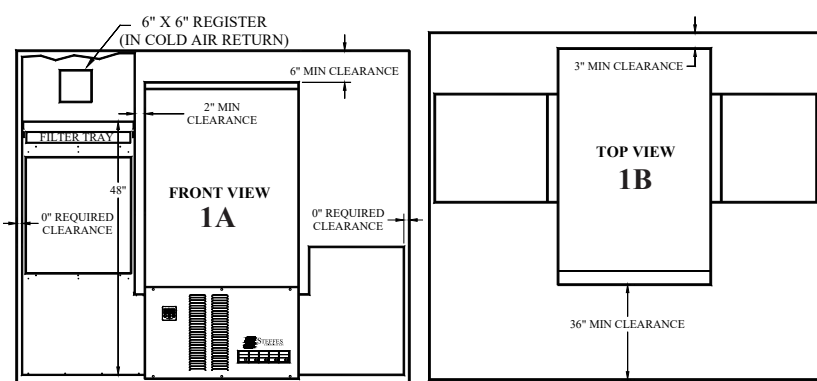 6" X 6" REGISTER
(IN COLD AIR RETURN)
6" MIN CLEARANCE
2" MIN
CLEARANCE
FILTER TRAY
48"
FRONT VIEW
1A
0" REQUIRED
CLEARANCE
0" REQUIRED
CLEARANCE
STEFFES
3" MIN CLEARANCE
TOP VIEW
1B
36" MIN CLEARANCE